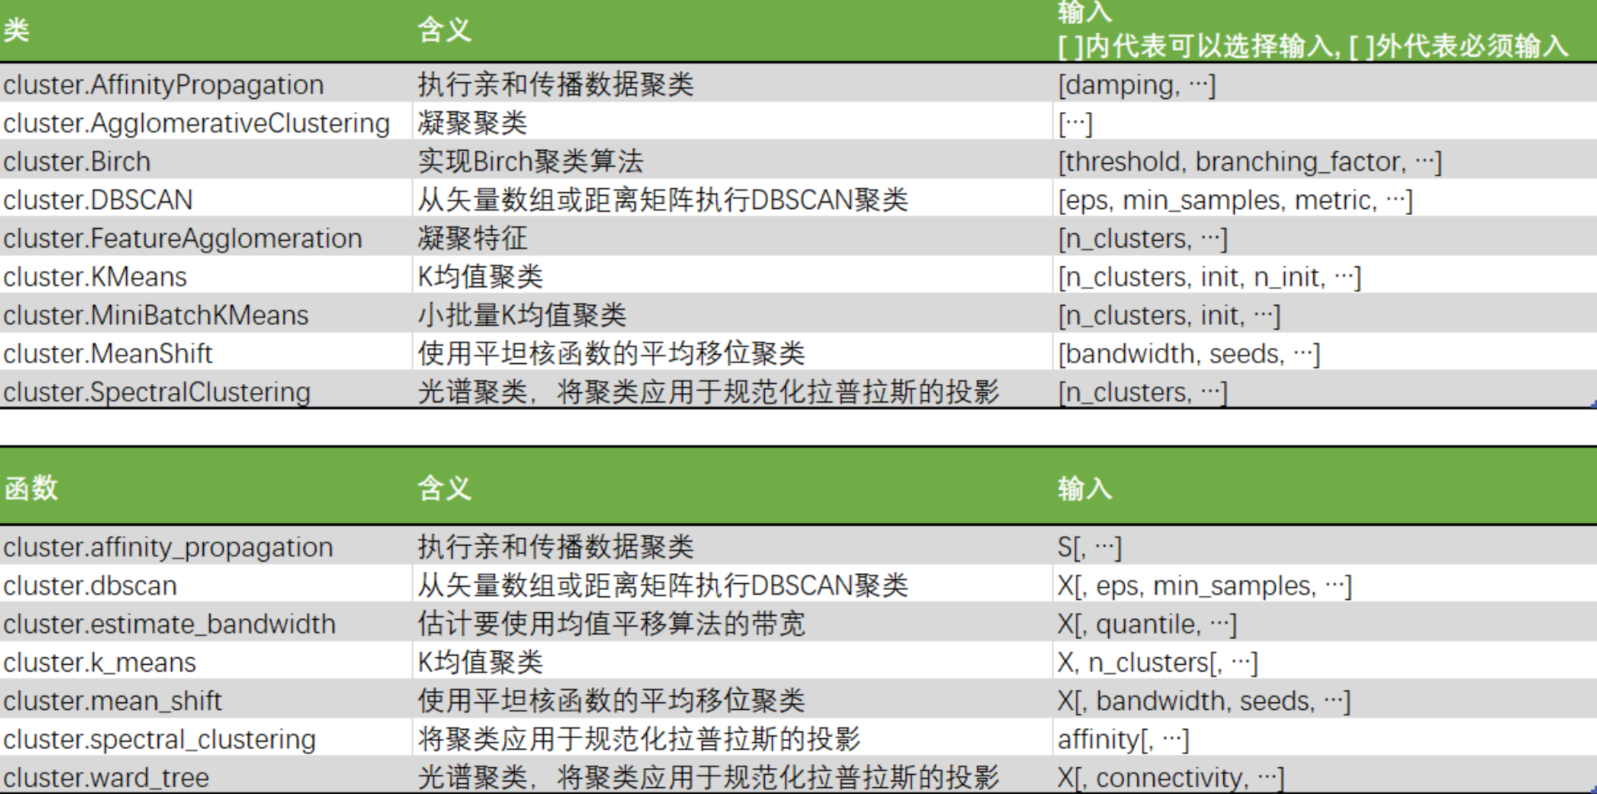 类 含义 输入
[ ]内代表可以选择输入, [ ]外代表必须输入
cluster.AffinityPropagation 执行亲和传播数据聚类 [damping, …]
cluster.AgglomerativeClustering 凝聚聚类 […]
cluster.Birch 实现Birch聚类算法 [threshold, branching_factor, …]
cluster.DBSCAN 从矢量数组或距离矩阵执行DBSCAN聚类 [eps, min_samples, metric, …]
cluster.FeatureAgglomeration 凝聚特征 [n_clusters, …]
cluster.KMeans K均值聚类 [n_clusters, init, n_init, …]
cluster.MiniBatchKMeans 小批量K均值聚类 [n_clusters, init, …]
cluster.MeanShift 使用平坦核函数的平均移位聚类 [bandwidth, seeds, …]
cluster.SpectralClustering 光谱聚类，将聚类应用于规范化拉普拉斯的投影 [n_clusters, …]
函数 含义 输入
cluster.affinity_propagation 执行亲和传播数据聚类 S[, …]
cluster.dbscan 从矢量数组或距离矩阵执行DBSCAN聚类 X[, eps, min_samples, …]
cluster.estimate_bandwidth 估计要使用均值平移算法的带宽 X[, quantile, …]
cluster.k_means K均值聚类 X, n_clusters[, …]
cluster.mean_shift 使用平坦核函数的平均移位聚类 X[, bandwidth, seeds, …]
cluster.spectral_clustering 将聚类应用于规范化拉普拉斯的投影 affinity[, …]
cluster.ward_tree 光谱聚类，将聚类应用于规范化拉普拉斯的投影 X[, connectivity, …]